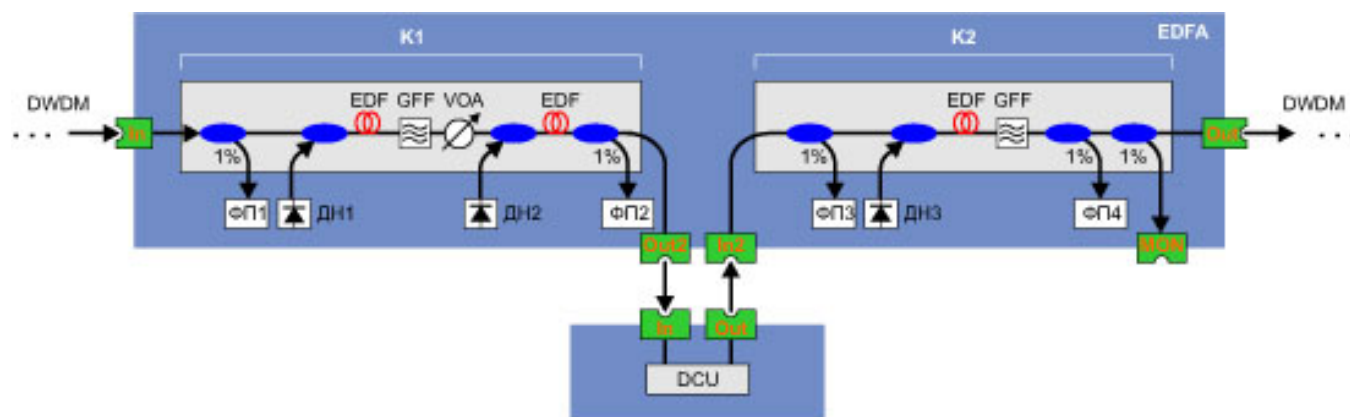 K1
K2
EDFA
DWDM
DWDM
EDF GFF VOA
EDF
EDF GFF
. . .
In
Out
. . .
1%
1%
1%
1%
1%
ФП1
ДН1
ДН2
ФП2
ФП3
ДН3
ФП4
Out2
In2
MON
In
Out
DCU